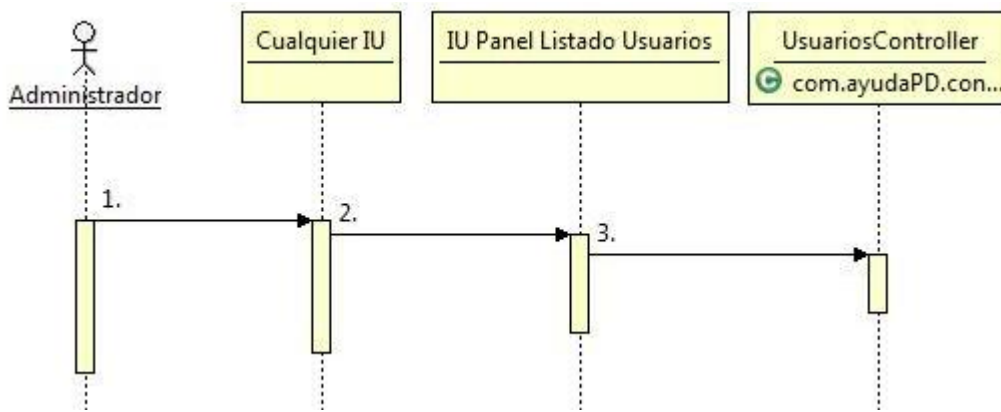 Administrador
Cualquier IU
IU Panel Listado Usuarios
UsuariosController
C com.ayudaPD.con...
1.
2.
3.